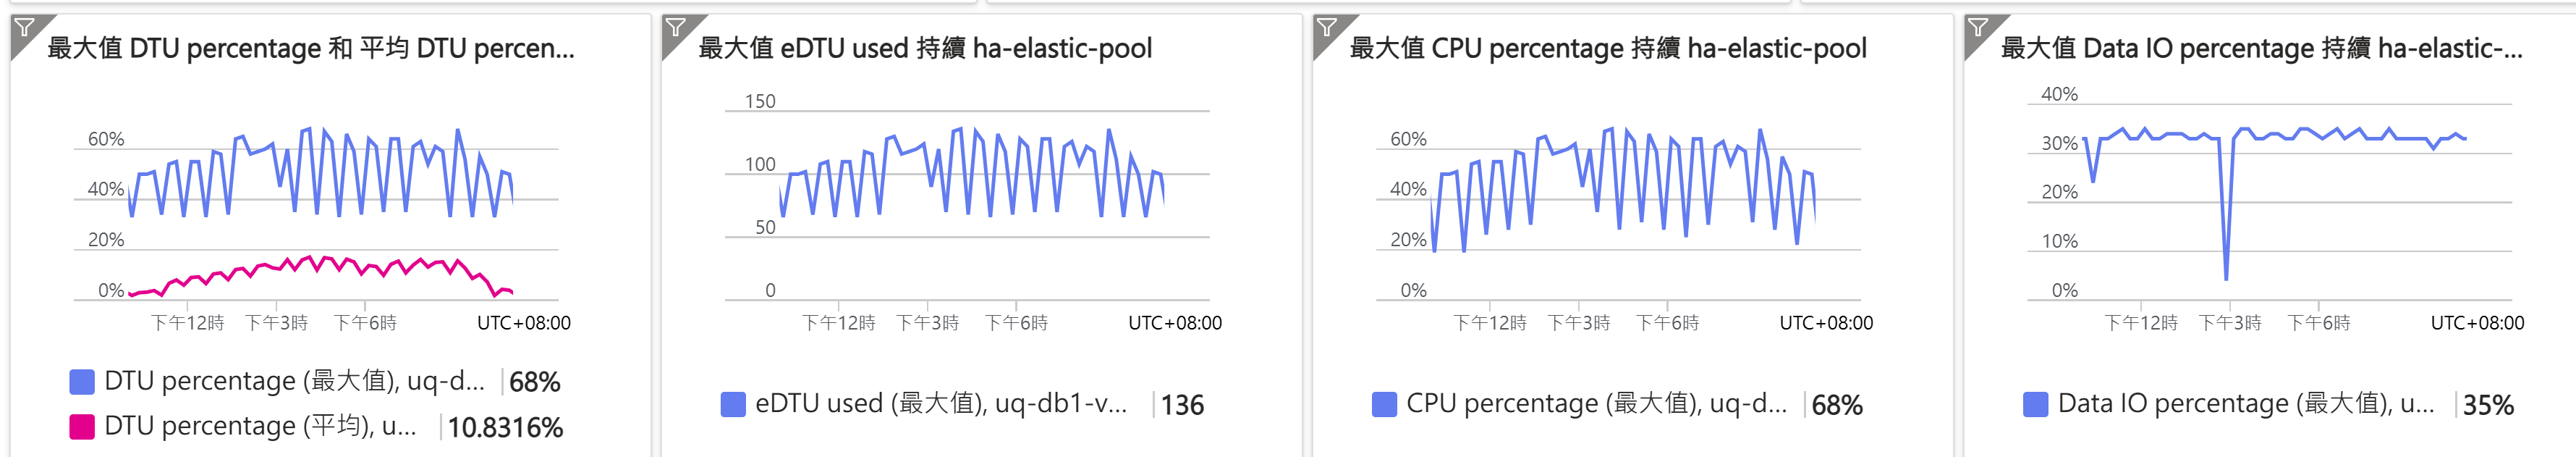 最大值 DTU percentage 和 平均 DTU percen...
60%
40%
20%
0%
下午12時 下午3時 下午6時 UTC+08:00
DTU percentage (最大值), uq-d... 68%
DTU percentage (平均), u... 10.8316%
最大值 eDTU used 持續 ha-elastic-pool
150
100
50
0
下午12時 下午3時 下午6時 UTC+08:00
eDTU used (最大值), uq-db1-v... 136
最大值 CPU percentage 持續 ha-elastic-pool
60%
40%
20%
0%
下午12時 下午3時 下午6時 UTC+08:00
CPU percentage (最大值), uq-d... 68%
最大值 Data IO percentage 持續 ha-elastic-...
40%
30%
20%
10%
0%
下午12時 下午3時 下午6時 UTC+08:00
Data IO percentage (最大值), u... 35%